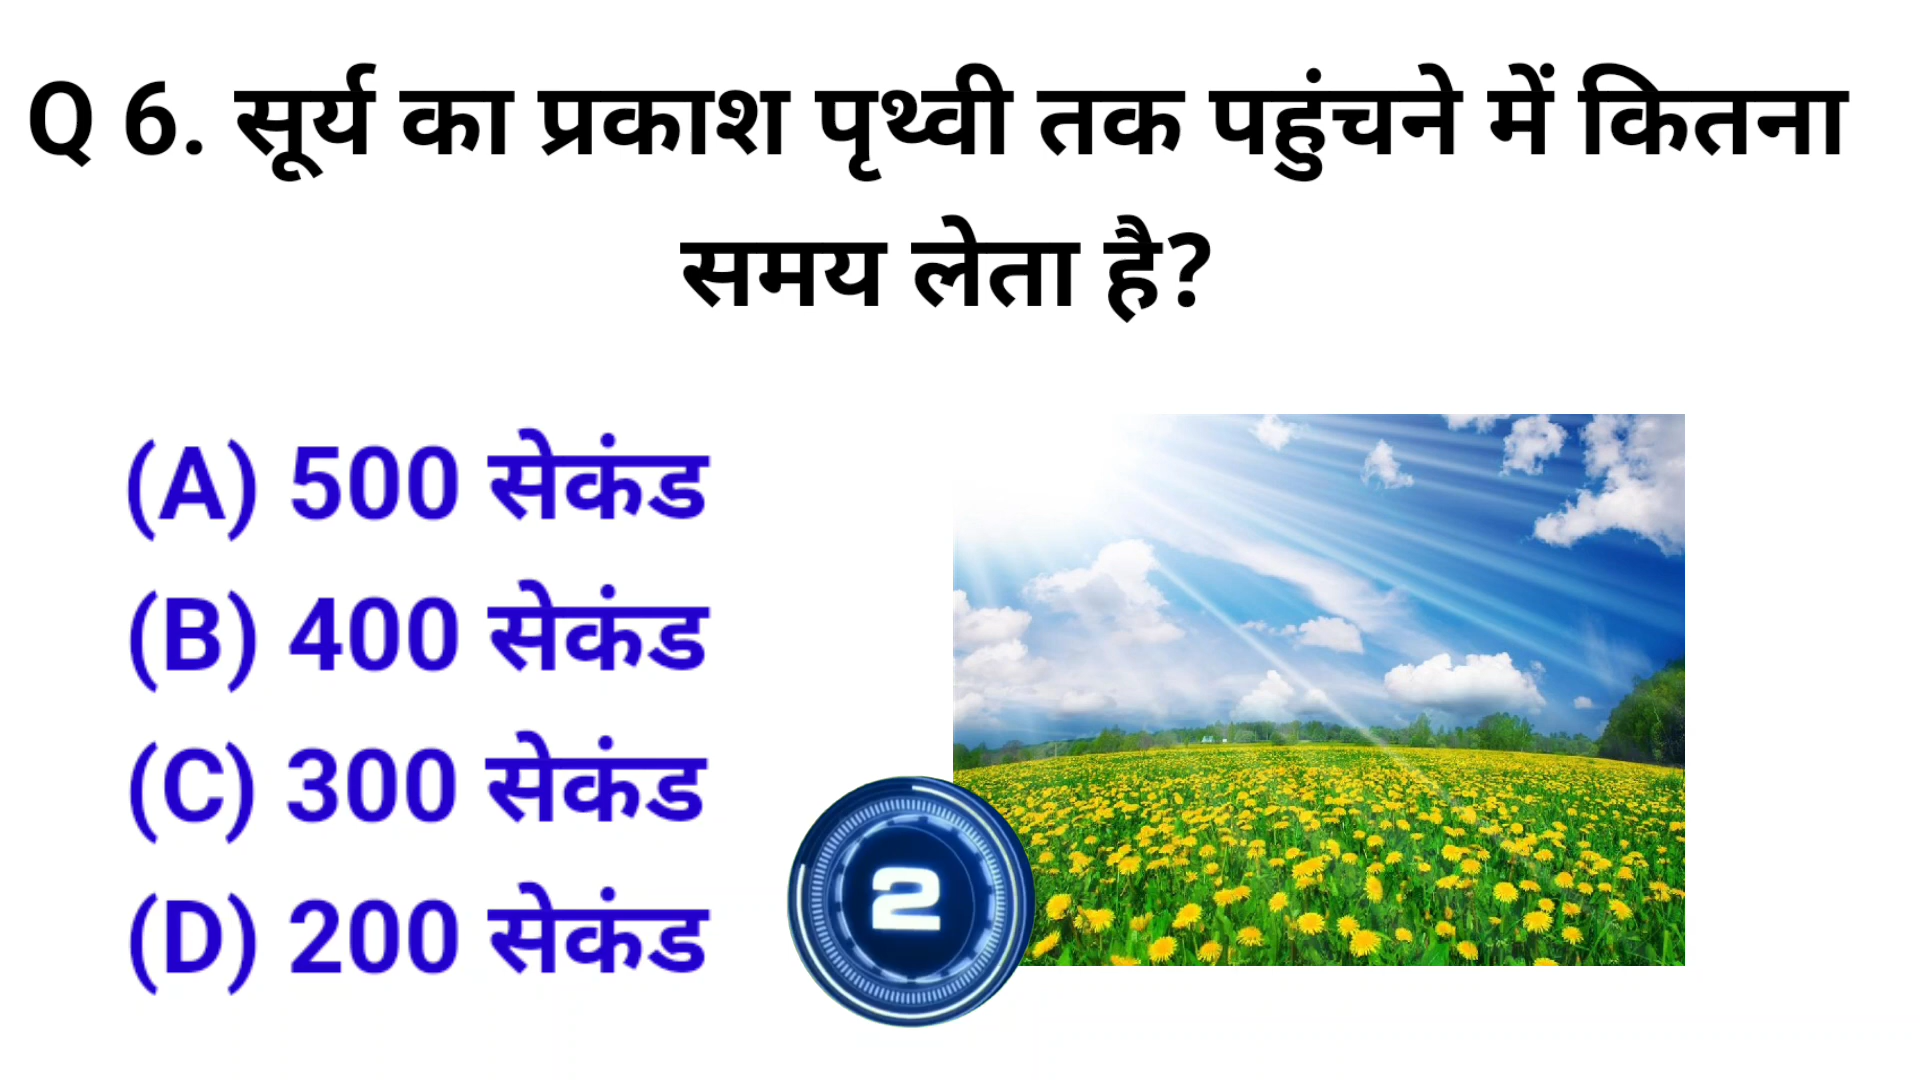 Q 6. सूर्य का प्रकाश पृथ्वी तक पहुंचने में कितना
समय लेता है?
(A) 500 सेकंड
(B) 400 सेकंड
(C) 300 सेकंड
(D) 200 सेकंड
2